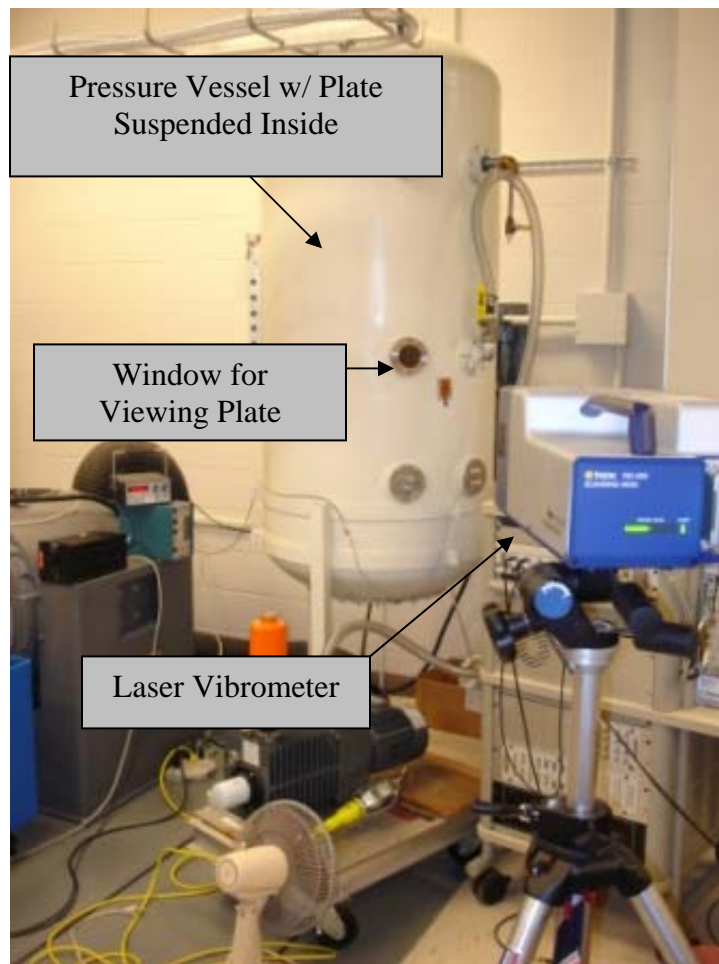 Pressure Vessel w/ Plate
Suspended Inside
Window for
Viewing Plate
Laser Vibrometer